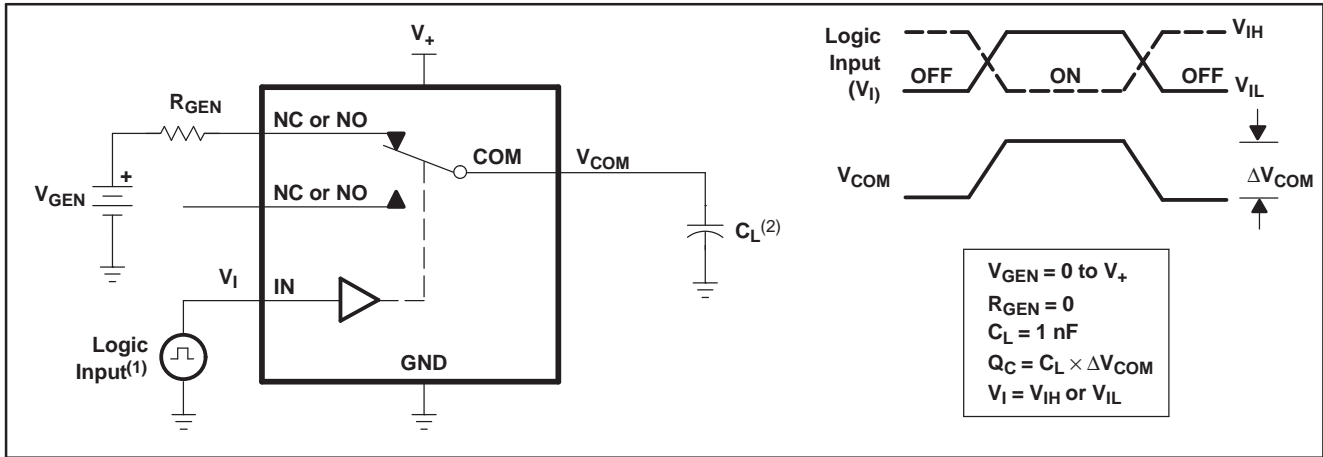 V+
RGEN
NC or NO
COM
VCOM
VGEN
+
NC or NO
CL(2)
VI
IN
Logic
Input(1)
GND
Logic
Input
(VI)
VIH
OFF
ON
OFF
VIL
VCOM
ΔVCOM
VGEN = 0 to V+
RGEN = 0
CL = 1 nF
QC = CL × ΔVCOM
VI = VIH or VIL